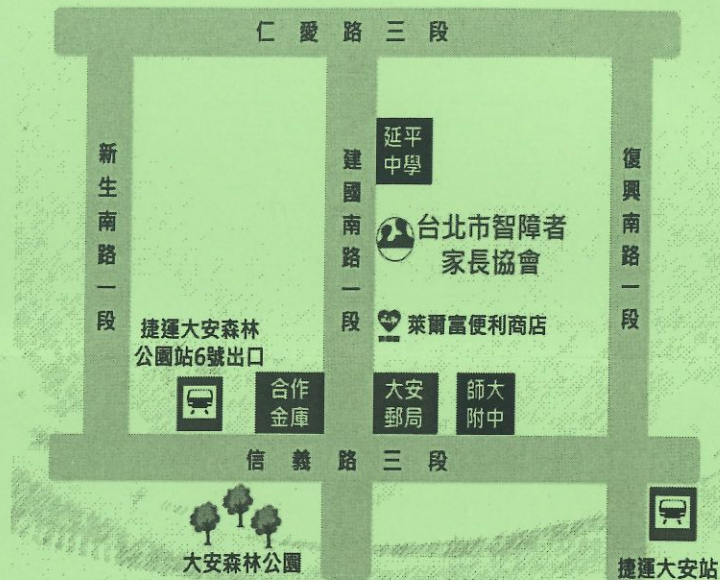 仁愛路三段
新生南路一段
建國南路一段
復興南路一段
延平
中學
台北市智障者
家長協會
萊爾富便利商店
捷運大安森林
公園站6號出口
合作
金庫
大安
郵局
師大
附中
信義路三段
大安森林公園
捷運大安站